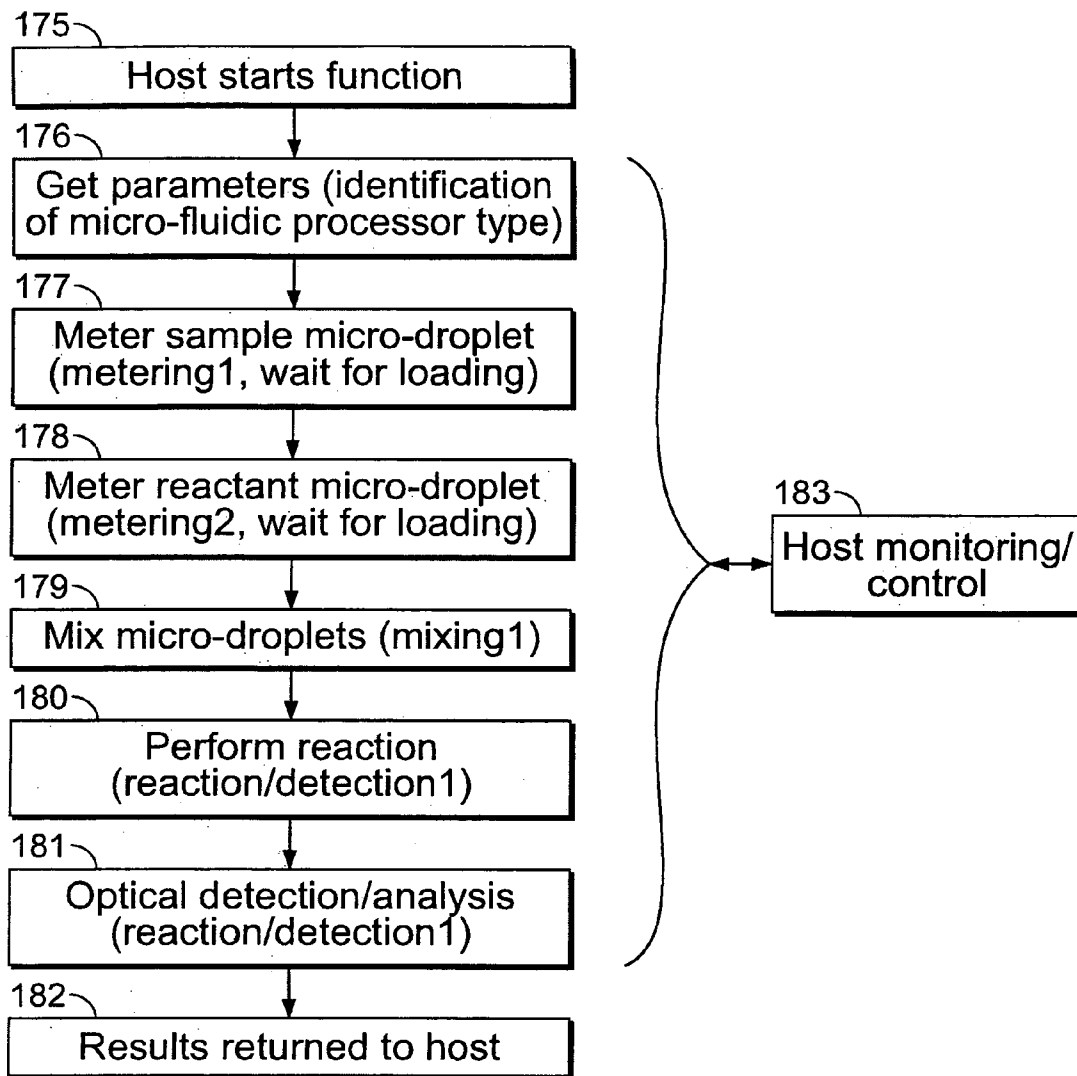 175
Host starts function
176
Get parameters (identification
of micro-fluidic processor type)
177
Meter sample micro-droplet
(metering1, wait for loading)
178
Meter reactant micro-droplet
(metering2, wait for loading)
179
Mix micro-droplets (mixing1)
180
Perform reaction
(reaction/detection1)
181
Optical detection/analysis
(reaction/detection1)
182
Results returned to host
183
Host monitoring/
control